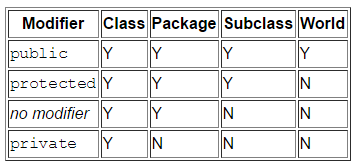 Modifier Class Package Subclass World
public Y Y Y Y
protected Y Y Y N
no modifier Y Y N N
private Y N N N